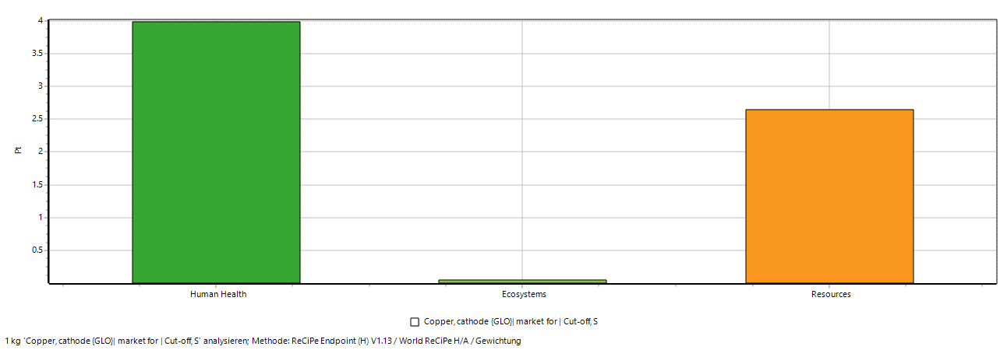 4
3.5
3
2.5
2
1.5
1
0.5
Pt
Human Health
Ecosystems
Resources
Copper, cathode {GLO}| market for | Cut-off, S
1 kg 'Copper, cathode {GLO}| market for | Cut-off, S' analysieren; Methode: ReCiPe Endpoint (H) V1.13 / World ReCiPe H/A / Gewichtung